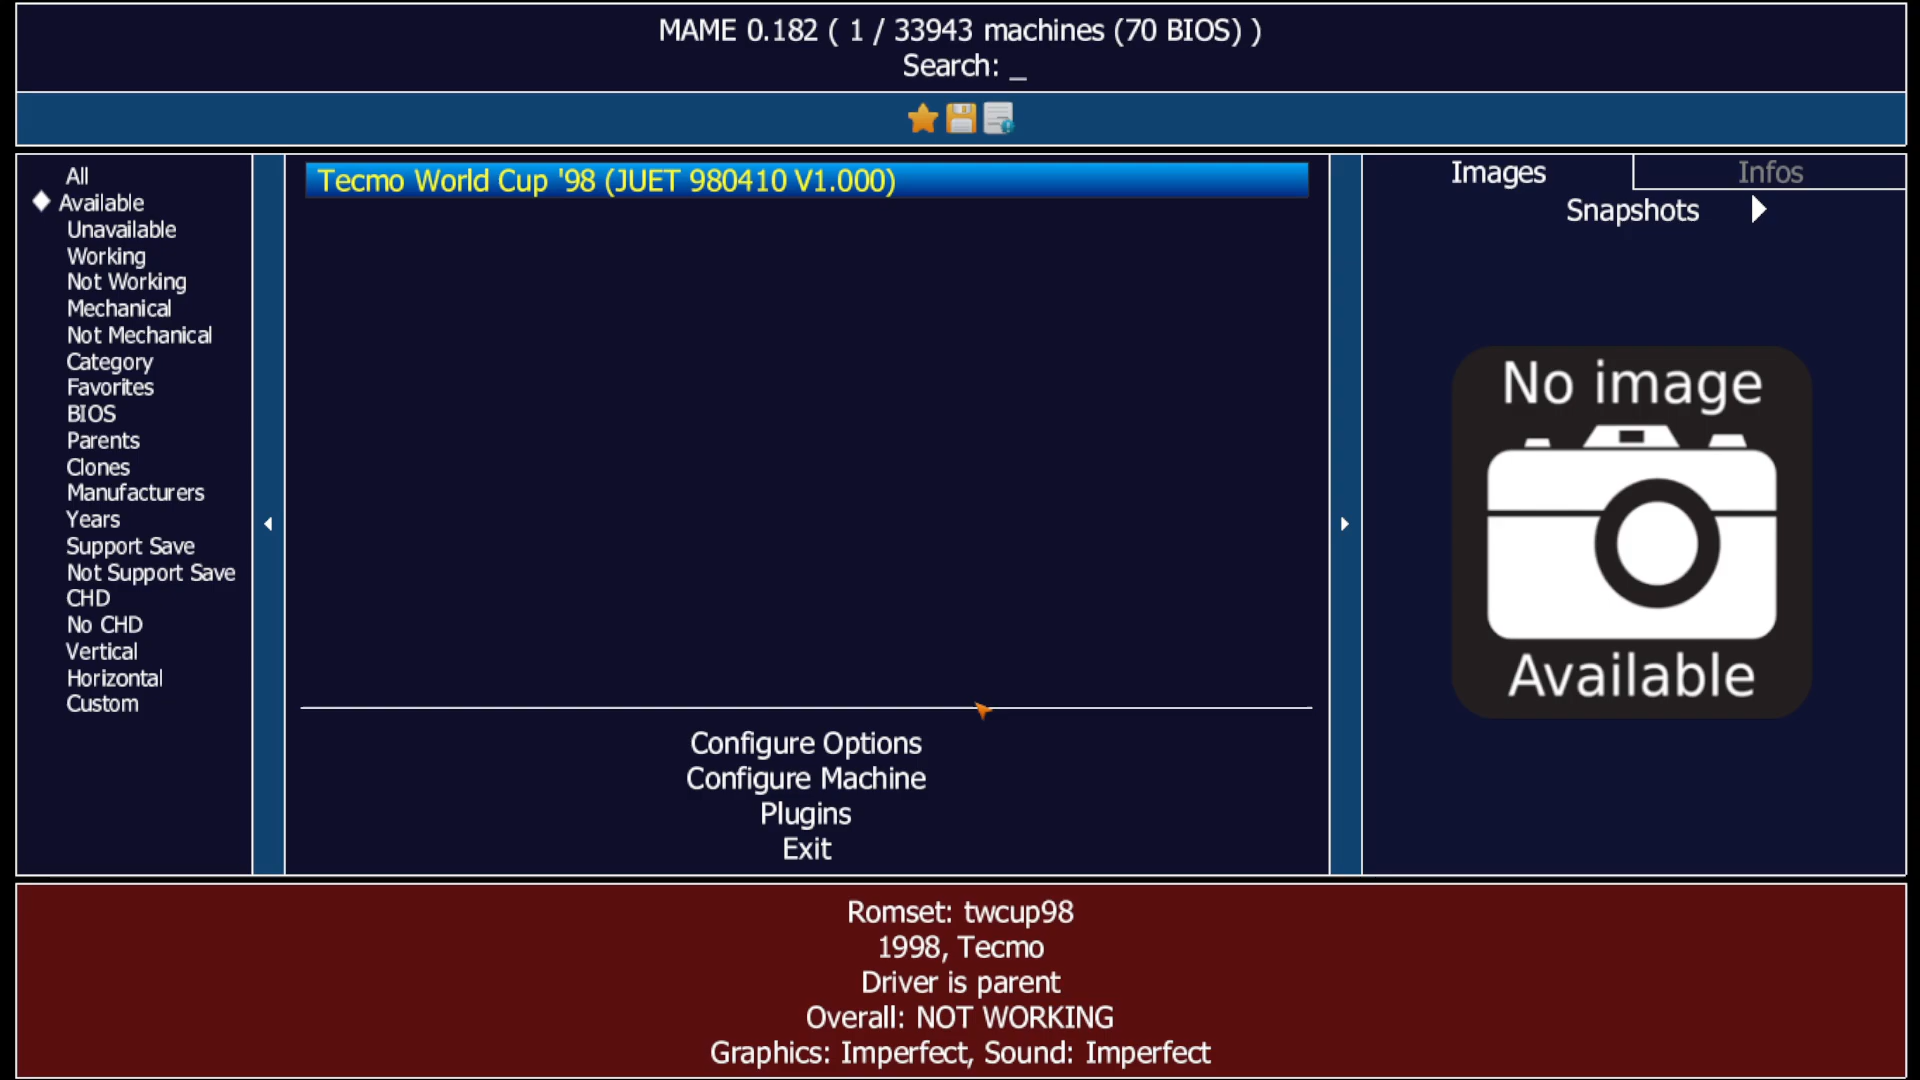 MAME 0.182 ( 1 / 33943 machines (70 BIOS) )
Search: _
All
Available
Unavailable
Working
Not Working
Mechanical
Not Mechanical
Category
Favorites
BIOS
Parents
Clones
Manufacturers
Years
Support Save
Not Support Save
CHD
No CHD
Vertical
Horizontal
Custom
Tecmo World Cup '98 (JUET 980410 V1.000)
Configure Options
Configure Machine
Plugins
Exit
Images
Infos
Snapshots
No image
Available
Romset: twcup98
1998, Tecmo
Driver is parent
Overall: NOT WORKING
Graphics: Imperfect, Sound: Imperfect